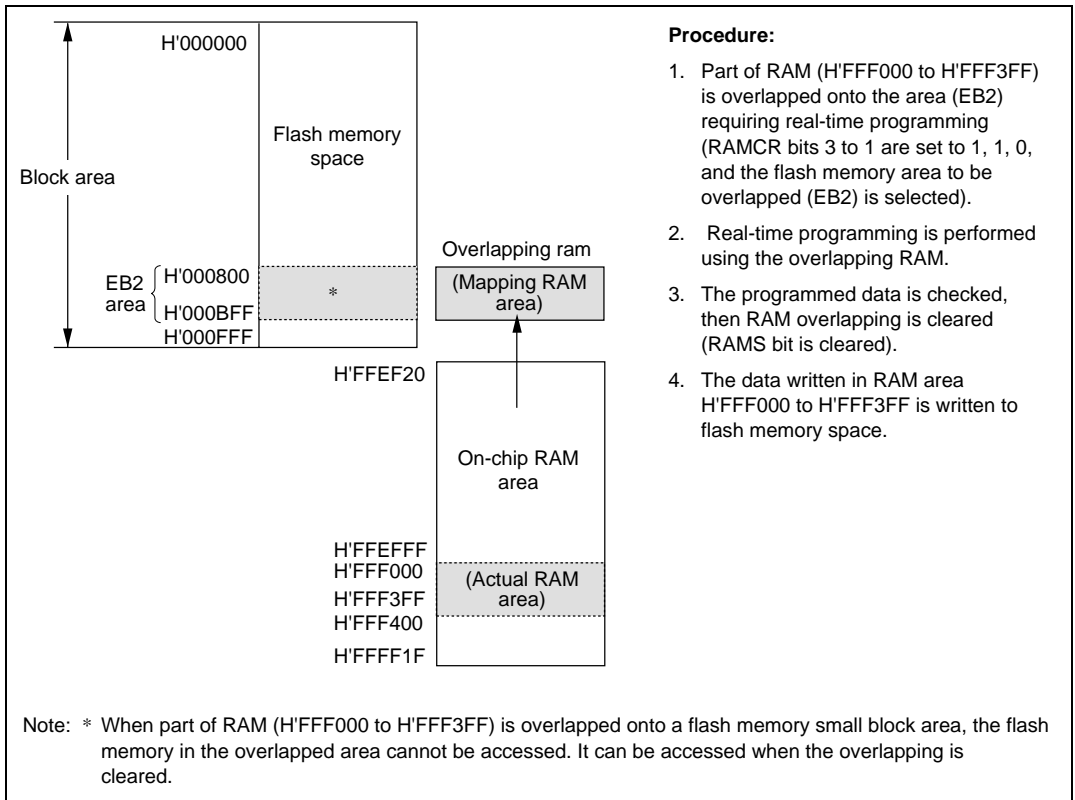 H'000000
Flash memory
space
Block area
Overlapping ram
EB2
area
H'000800
*
H'000BFF
H'000FFF
(Mapping RAM
area)
H'FFEF20
On-chip RAM
area
H'FFEFFF
H'FFF000
H'FFF3FF
H'FFF400
(Actual RAM
area)
H'FFFF1F
Procedure:
1. Part of RAM (H'FFF000 to H'FFF3FF)
is overlapped onto the area (EB2)
requiring real-time programming
(RAMCR bits 3 to 1 are set to 1, 1, 0,
and the flash memory area to be
overlapped (EB2) is selected).
2. Real-time programming is performed
using the overlapping RAM.
3. The programmed data is checked,
then RAM overlapping is cleared
(RAMS bit is cleared).
4. The data written in RAM area
H'FFF000 to H'FFF3FF is written to
flash memory space.
Note: * When part of RAM (H'FFF000 to H'FFF3FF) is overlapped onto a flash memory small block area, the flash
memory in the overlapped area cannot be accessed. It can be accessed when the overlapping is
cleared.